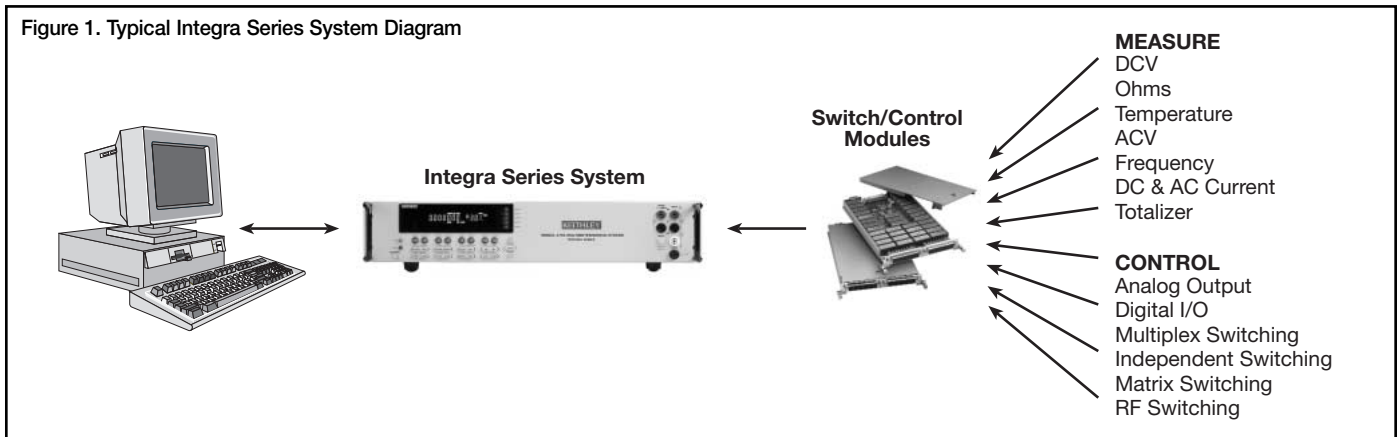 Figure 1. Typical Integra Series System Diagram
Integra Series System
KEITHLEY
Switch/Control
Modules
MEASURE
DCV
Ohms
Temperature
ACV
Frequency
DC & AC Current
Totalizer
CONTROL
Analog Output
Digital I/O
Multiplex Switching
Independent Switching
Matrix Switching
RF Switching